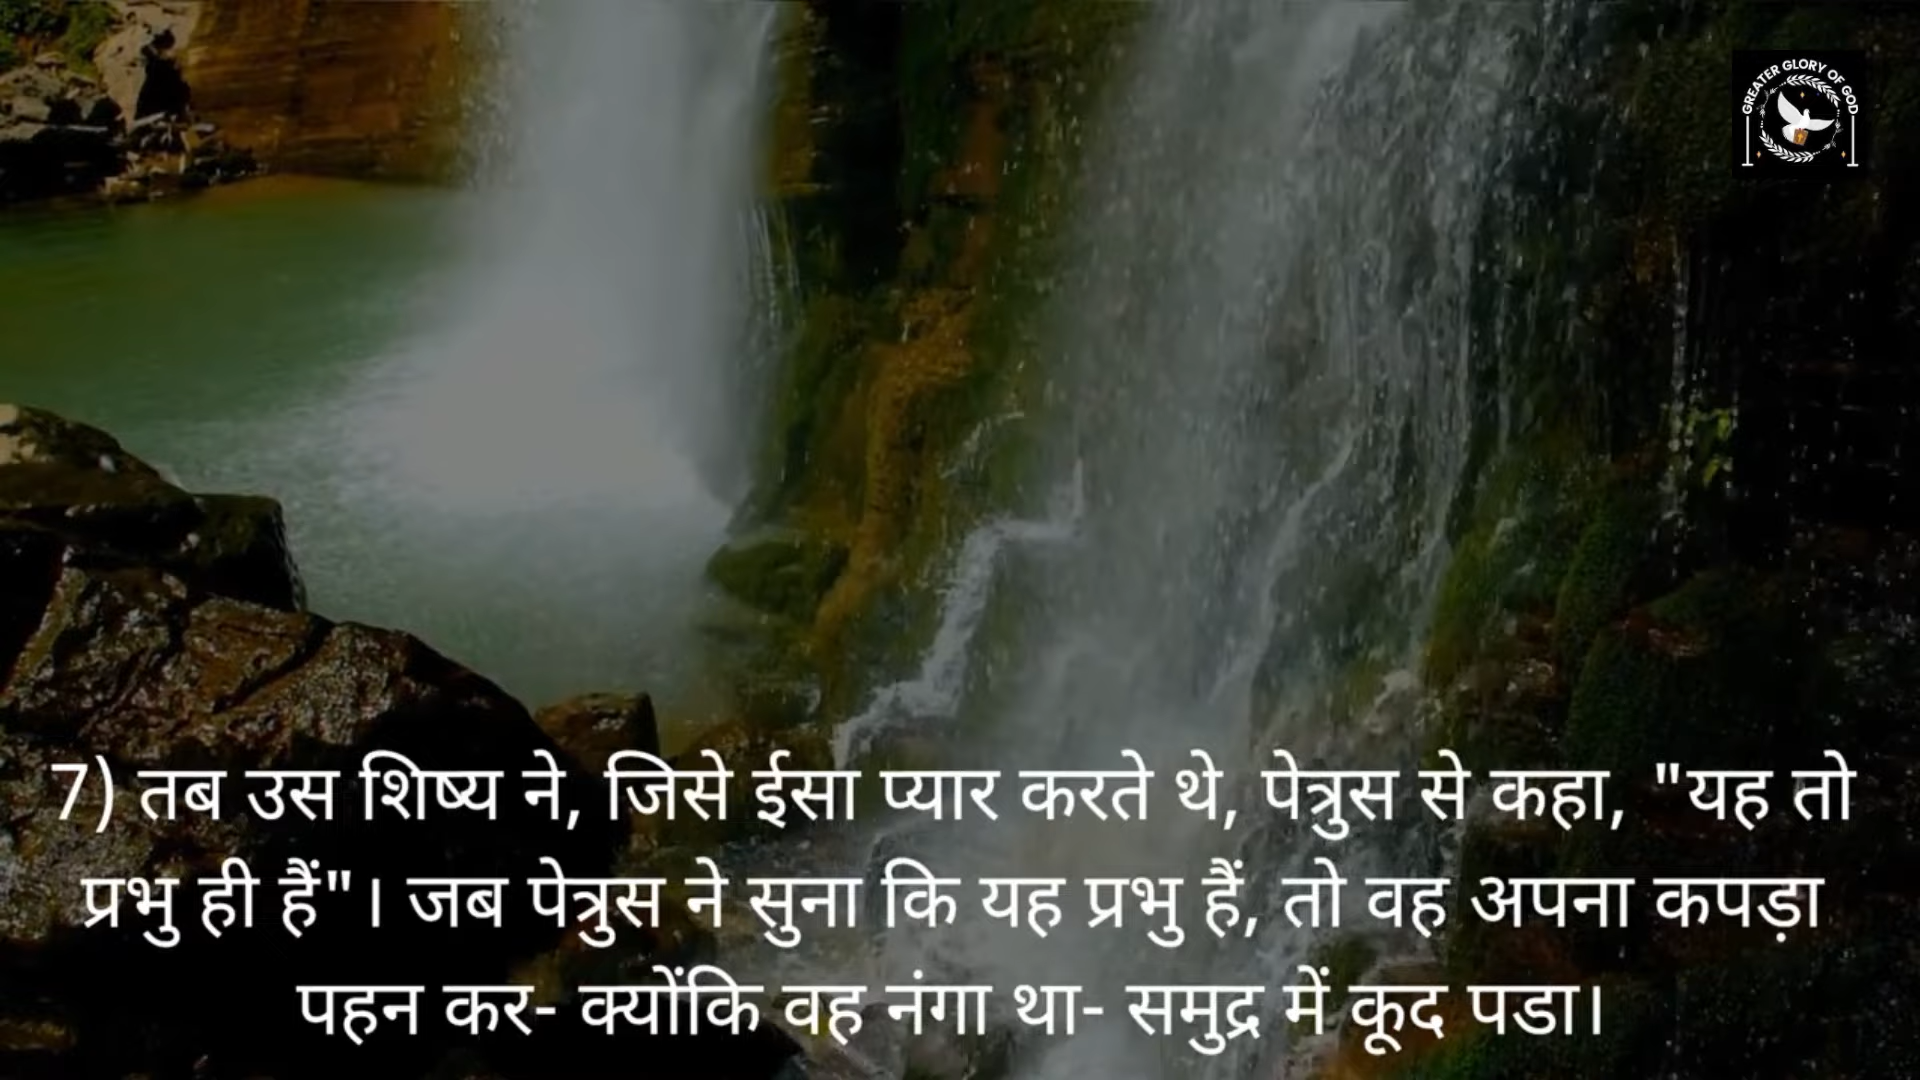 GREATER GLORY OF GOD
7) तब उस शिष्य ने, जिसे ईसा प्यार करते थे, पेत्रुस से कहा, "यह तो
प्रभु ही हैं"। जब पेत्रुस ने सुना कि यह प्रभु हैं, तो वह अपना कपड़ा
पहन कर- क्योंकि वह नंगा था- समुद्र में कूद पडा।